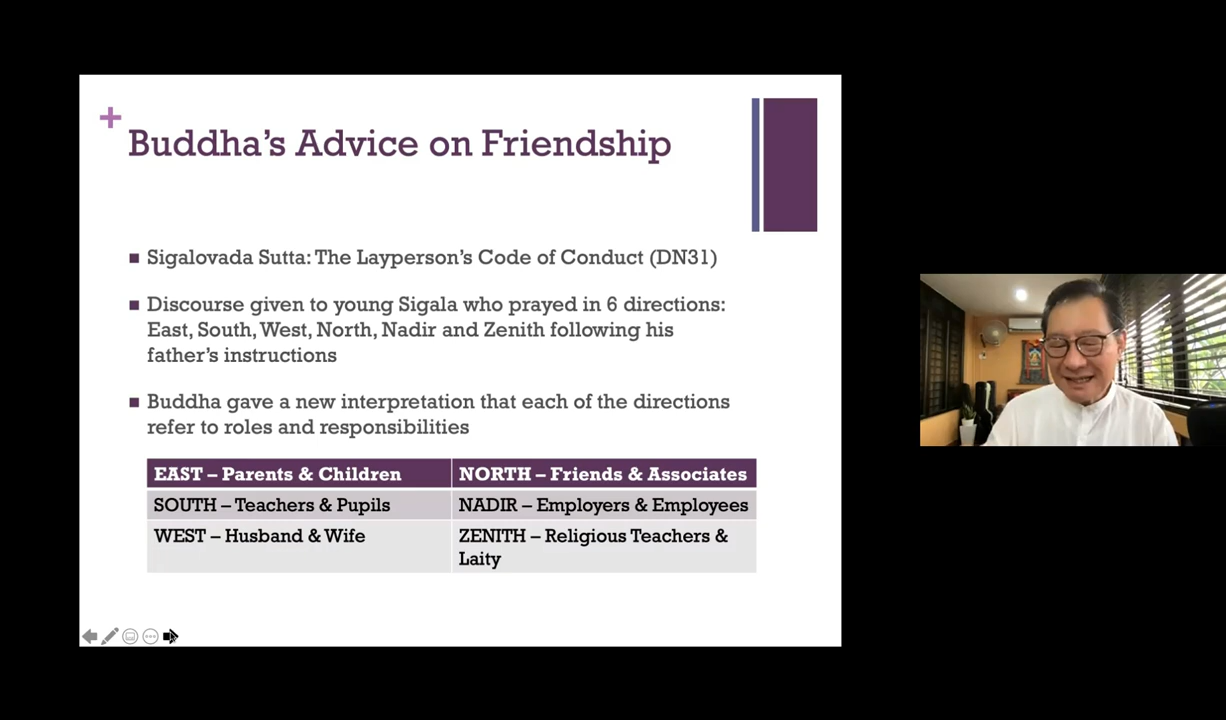 Buddha's Advice on Friendship
Sigalovada Sutta: The Layperson's Code of Conduct (DN31)
Discourse given to young Sigala who prayed in 6 directions:
East, South, West, North, Nadir and Zenith following his
father's instructions
Buddha gave a new interpretation that each of the directions
refer to roles and responsibilities
EAST – Parents & Children
NORTH – Friends & Associates
SOUTH – Teachers & Pupils
NADIR – Employers & Employees
WEST – Husband & Wife
ZENITH – Religious Teachers &
Laity